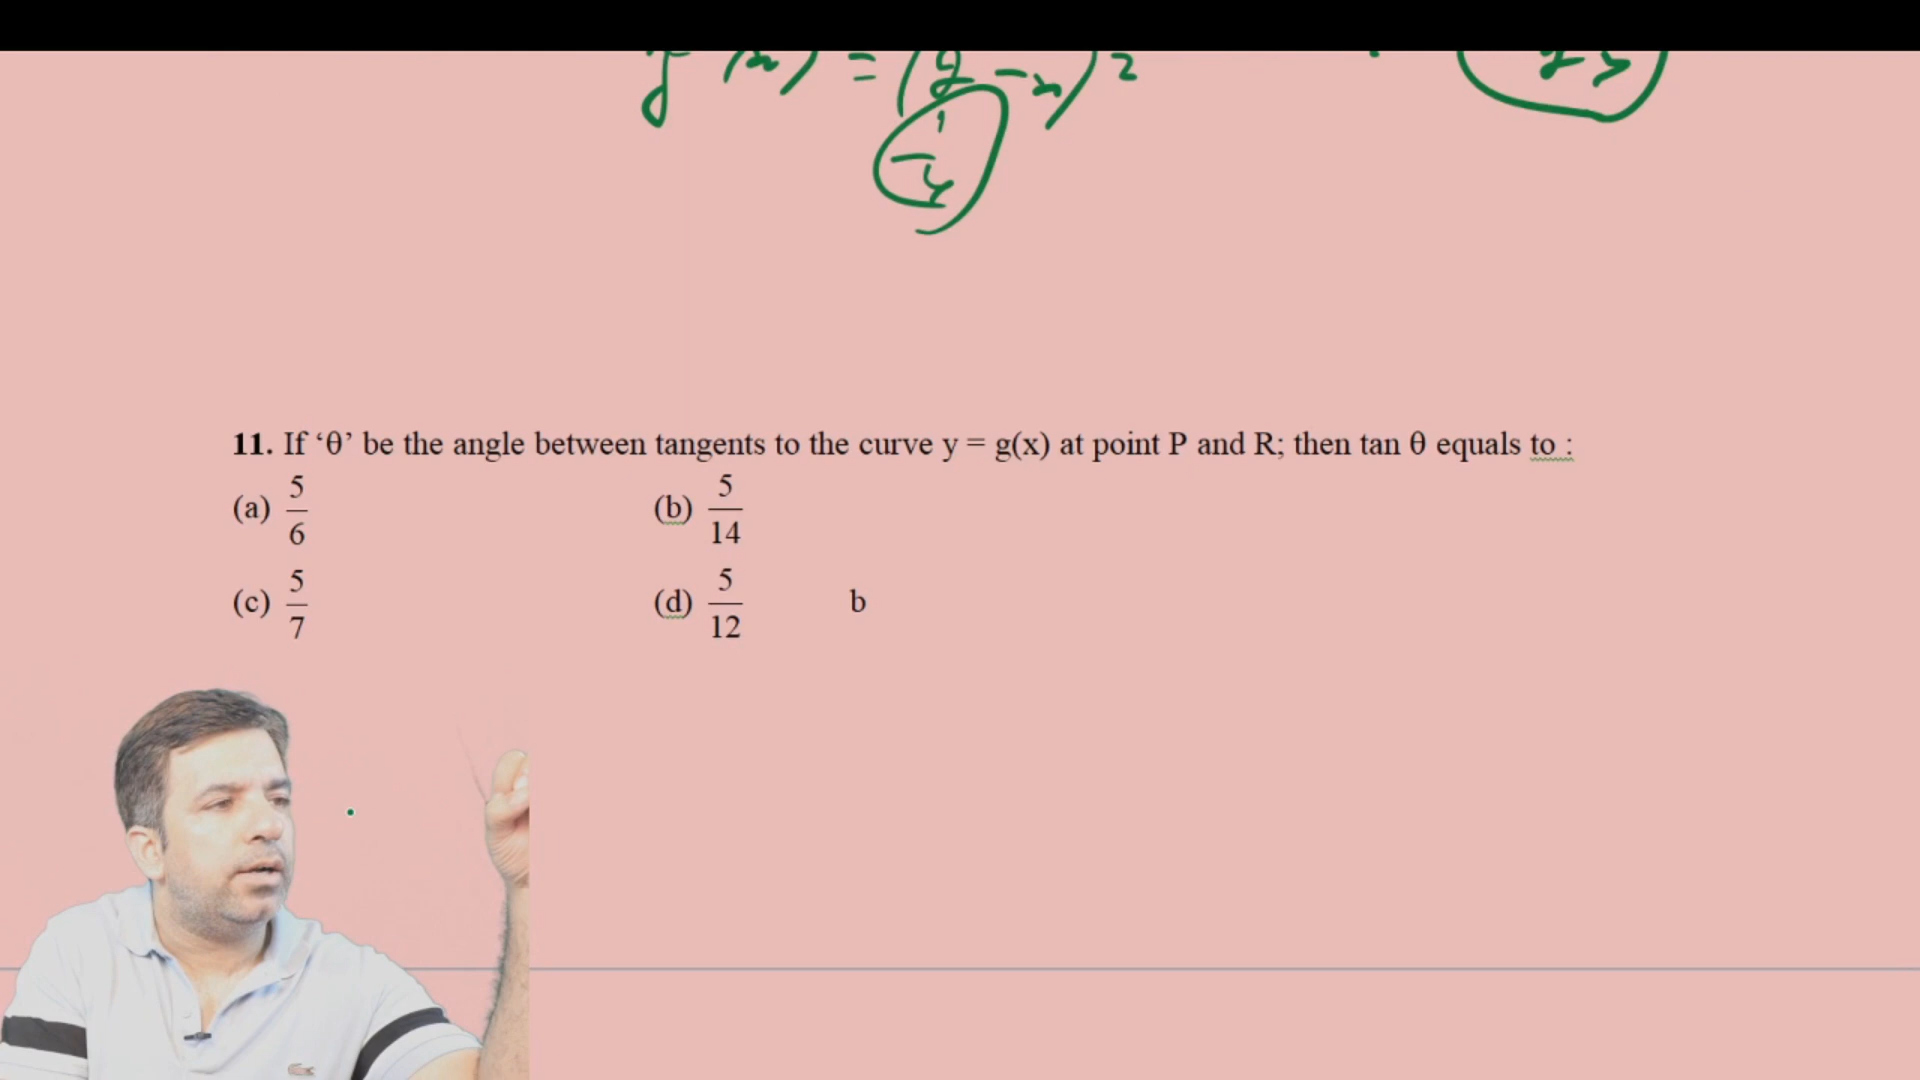 = ( - x)²
11. If ‘θ’ be the angle between tangents to the curve y = g(x) at point P and R; then tan θ equals to :
(a) 5/6 (b) 5/14
(c) 5/7 (d) 5/12 b